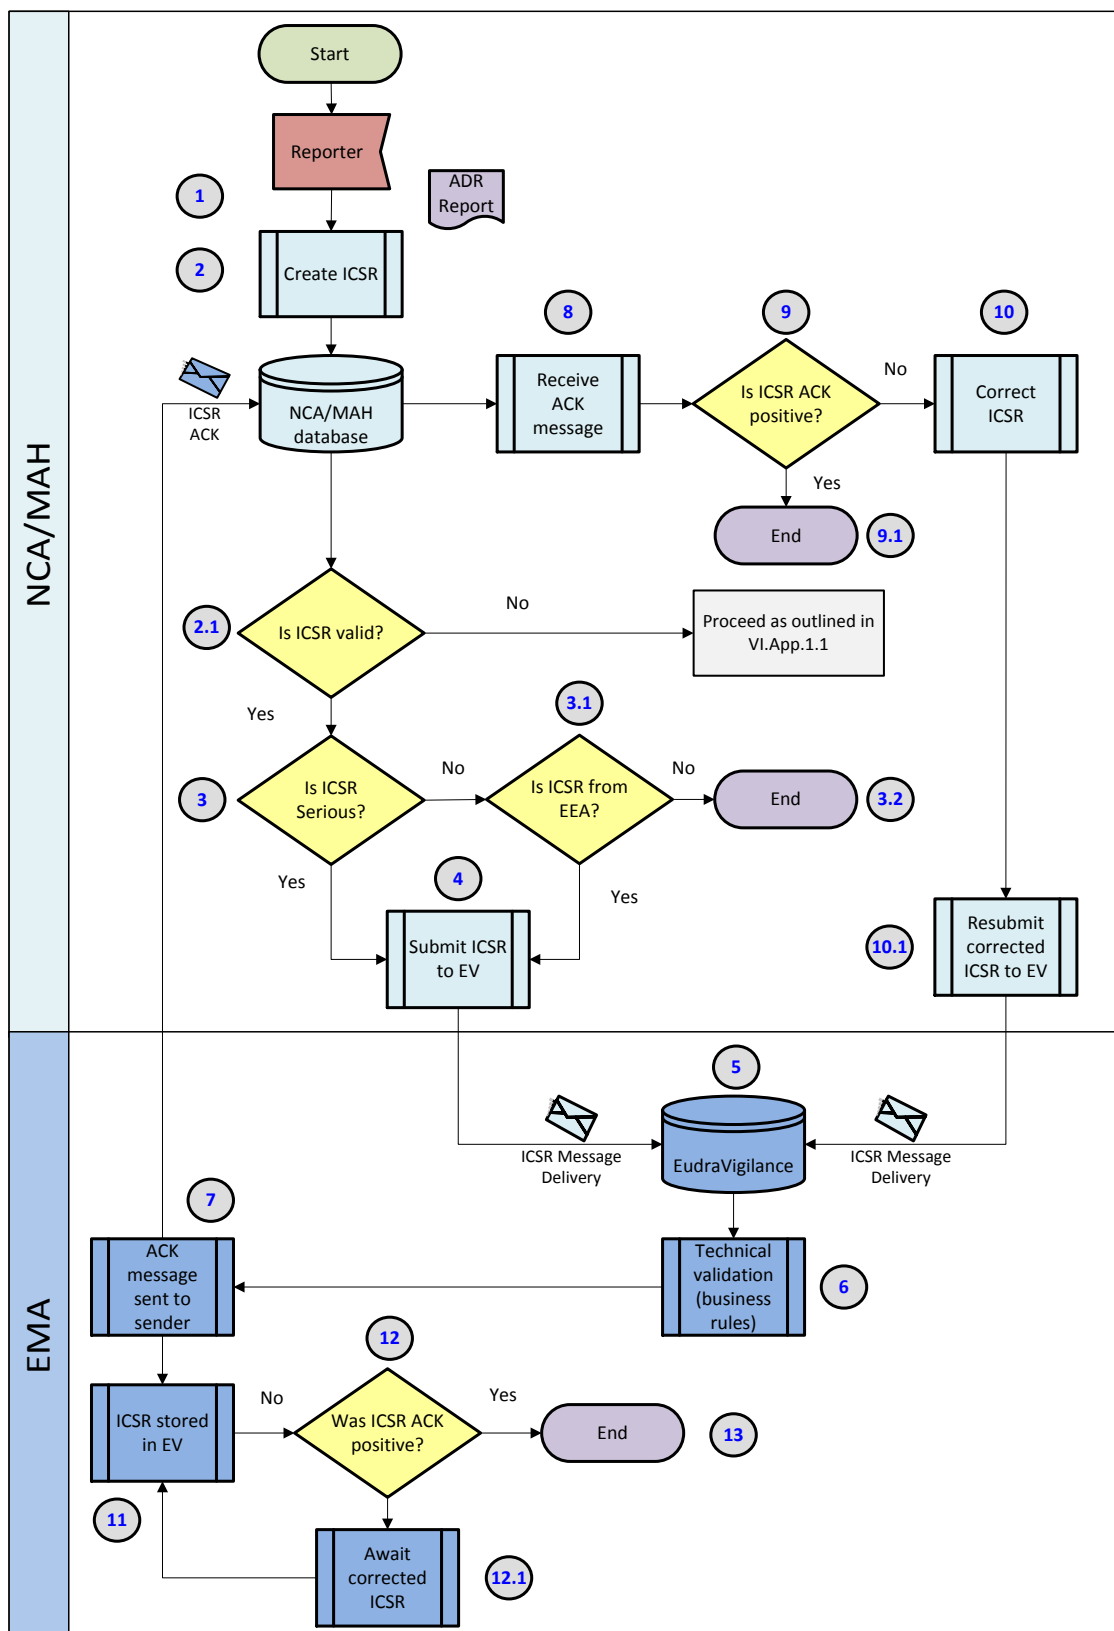 NCA/MAH
Start
Reporter
ADR
Report
1
2
Create ICSR
8
9
10
ICSR
ACK
NCA/MAH
database
Receive
ACK
message
Is ICSR ACK
positive?
No
Correct
ICSR
Yes
End
9.1
2.1
Is ICSR valid?
No
Proceed as outlined in
VI.App.1.1
Yes
3.1
3
Is ICSR
Serious?
No
Is ICSR from
EEA?
No
End
3.2
Yes
4
Yes
Submit ICSR
to EV
10.1
Resubmit
corrected
ICSR to EV
EMA
5
ICSR Message
Delivery
EudraVigilance
ICSR Message
Delivery
7
ACK
message
sent to
sender
Technical
validation
(business
rules)
6
12
ICSR stored
in EV
No
Was ICSR ACK
positive?
Yes
End
13
11
Await
corrected
ICSR
12.1